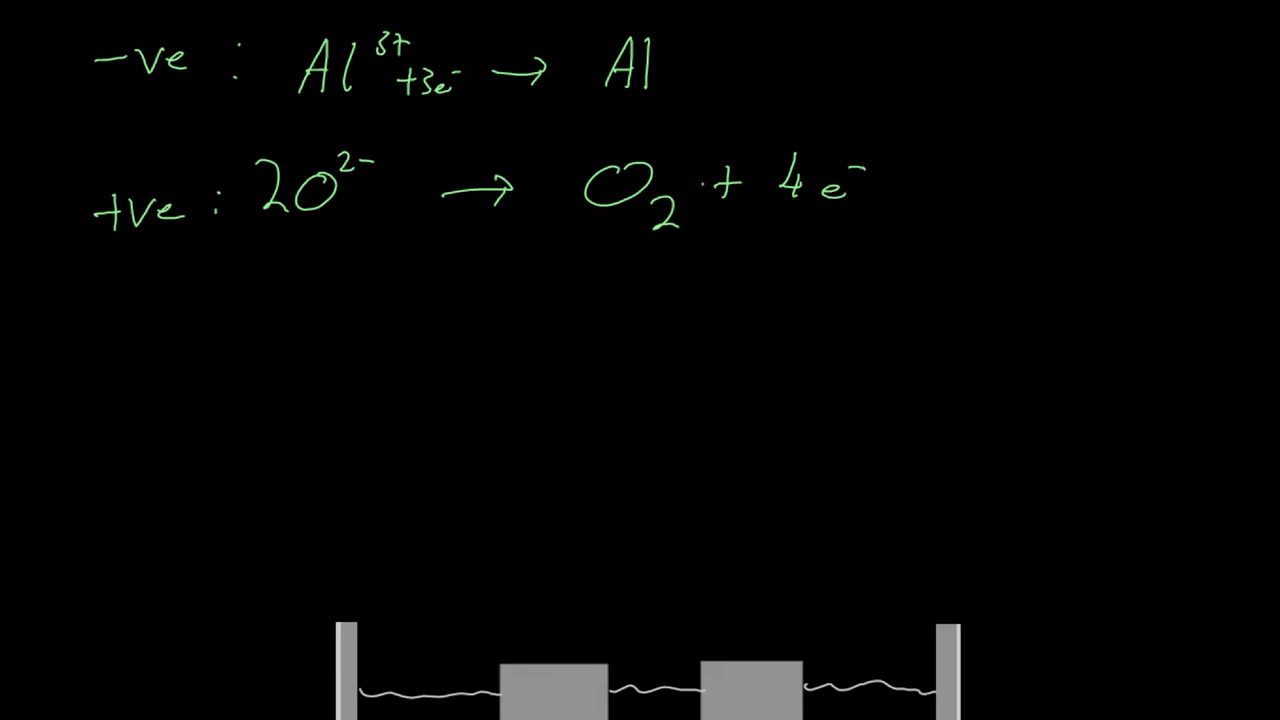 -ve : Al³⁺ +3e⁻ → Al
+ve : 2O²⁻ → O₂ + 4e⁻